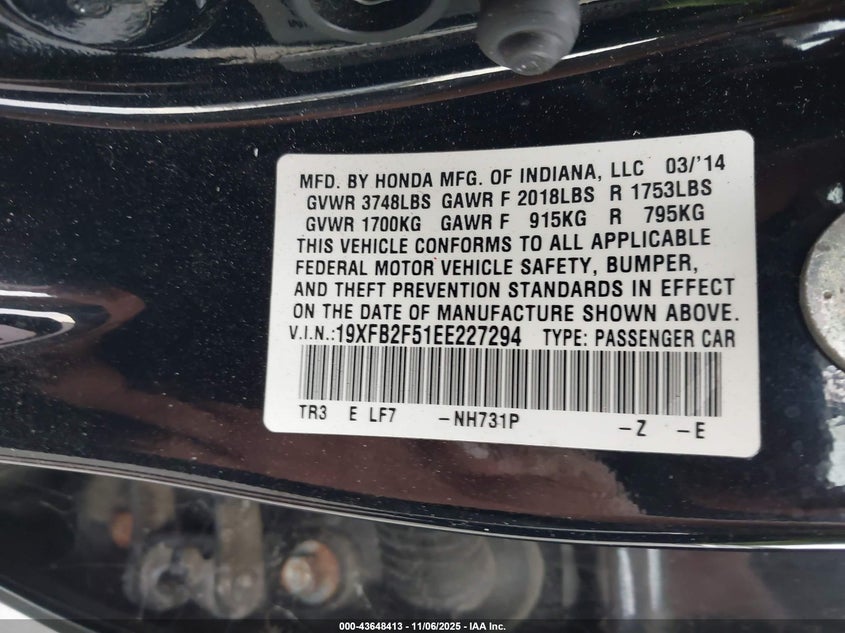 MFD. BY HONDA MFG. OF INDIANA, LLC 03/'14
GVWR 3748LBS GAWR F 2018LBS R 1753LBS
GVWR 1700KG GAWR F 915KG R 795KG
THIS VEHICLE CONFORMS TO ALL APPLICABLE
FEDERAL MOTOR VEHICLE SAFETY, BUMPER,
AND THEFT PREVENTION STANDARDS IN EFFECT
ON THE DATE OF MANUFACTURE SHOWN ABOVE.
V.I.N.:19XFB2F51EE227294 TYPE: PASSENGER CAR
TR3 E LF7 -NH731P -Z -E
000-43648413 - 11/06/2025 - IAA Inc.